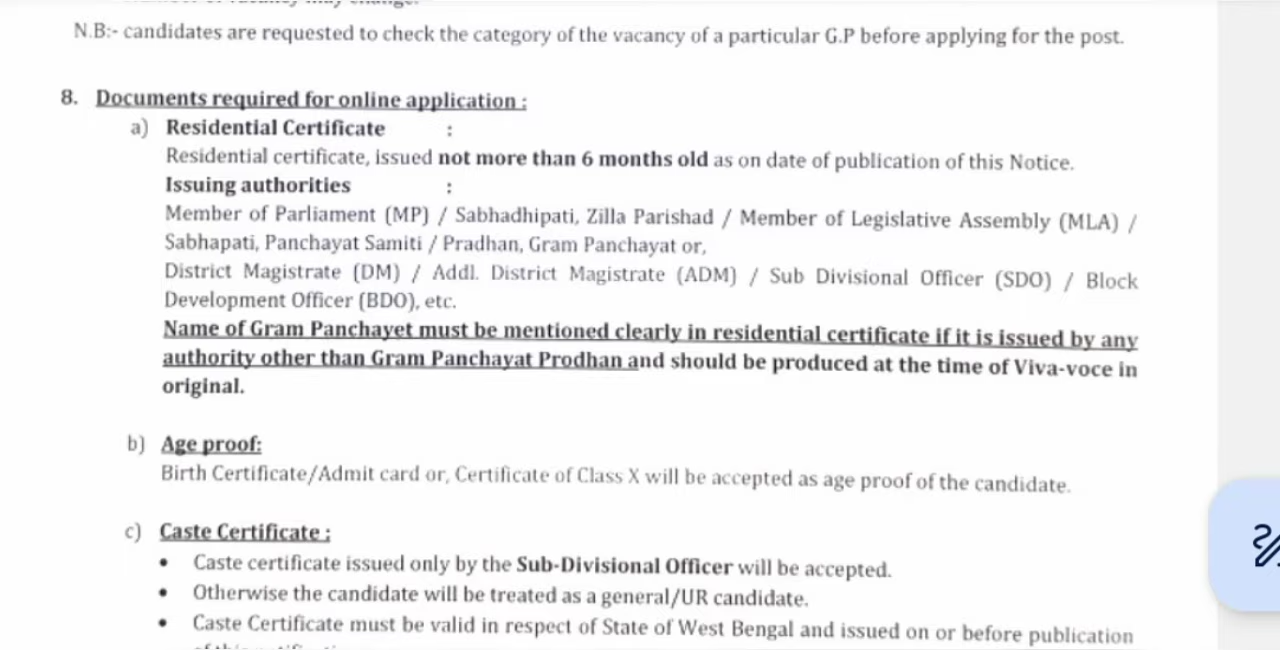 N.B:- candidates are requested to check the category of the vacancy of a particular G.P before applying for the post.
8. Documents required for online application :
a) Residential Certificate :
Residential certificate, issued not more than 6 months old as on date of publication of this Notice.
Issuing authorities :
Member of Parliament (MP) / Sabhadhipati, Zilla Parishad / Member of Legislative Assembly (MLA) /
Sabhapati, Panchayat Samiti / Pradhan, Gram Panchayat or,
District Magistrate (DM) / Addl. District Magistrate (ADM) / Sub Divisional Officer (SDO) / Block
Development Officer (BDO), etc.
Name of Gram Panchayet must be mentioned clearly in residential certificate if it is issued by any
authority other than Gram Panchayat Prodhan and should be produced at the time of Viva-voce in
original.
b) Age proof:
Birth Certificate/Admit card or, Certificate of Class X will be accepted as age proof of the candidate.
c) Caste Certificate :
• Caste certificate issued only by the Sub-Divisional Officer will be accepted.
• Otherwise the candidate will be treated as a general/UR candidate.
• Caste Certificate must be valid in respect of State of West Bengal and issued on or before publication